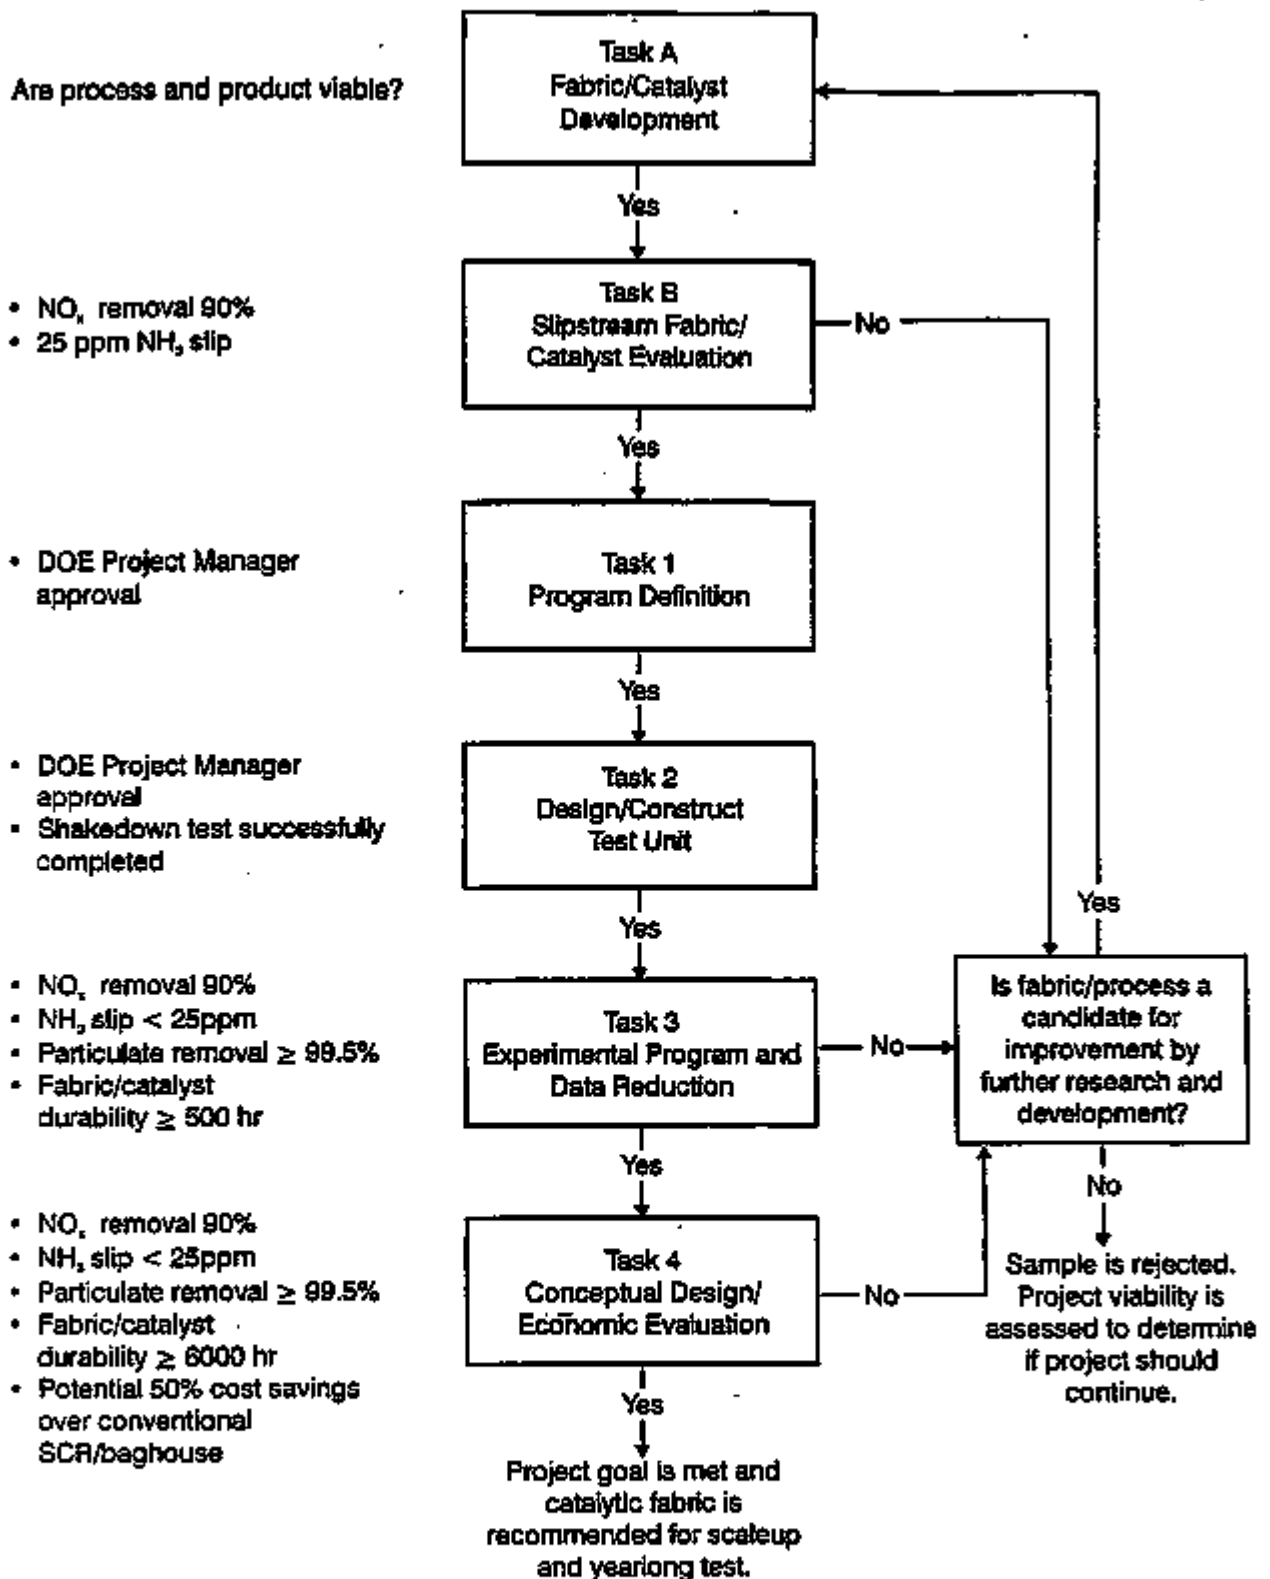 Task A
Fabric/Catalyst
Development
Are process and product viable?
Yes
Task B
Slipstream Fabric/
Catalyst Evaluation
• NOₓ removal 90%
• 25 ppm NH₃ slip
No
Yes
Task 1
Program Definition
• DOE Project Manager
approval
Yes
Task 2
Design/Construct
Test Unit
• DOE Project Manager
approval
• Shakedown test successfully
completed
Yes
Yes
Task 3
Experimental Program and
Data Reduction
• NOₓ removal 90%
• NH₃ slip < 25ppm
• Particulate removal ≥ 99.5%
• Fabric/catalyst
durability ≥ 500 hr
No
Is fabric/process a
candidate for
improvement by
further research and
development?
Yes
No
Task 4
Conceptual Design/
Economic Evaluation
• NOₓ removal 90%
• NH₃ slip < 25ppm
• Particulate removal ≥ 99.5%
• Fabric/catalyst
durability ≥ 6000 hr
• Potential 50% cost savings
over conventional
SCR/baghouse
No
Sample is rejected.
Project viability is
assessed to determine
if project should
continue.
Yes
Project goal is met and
catalytic fabric is
recommended for scaleup
and yearlong test.